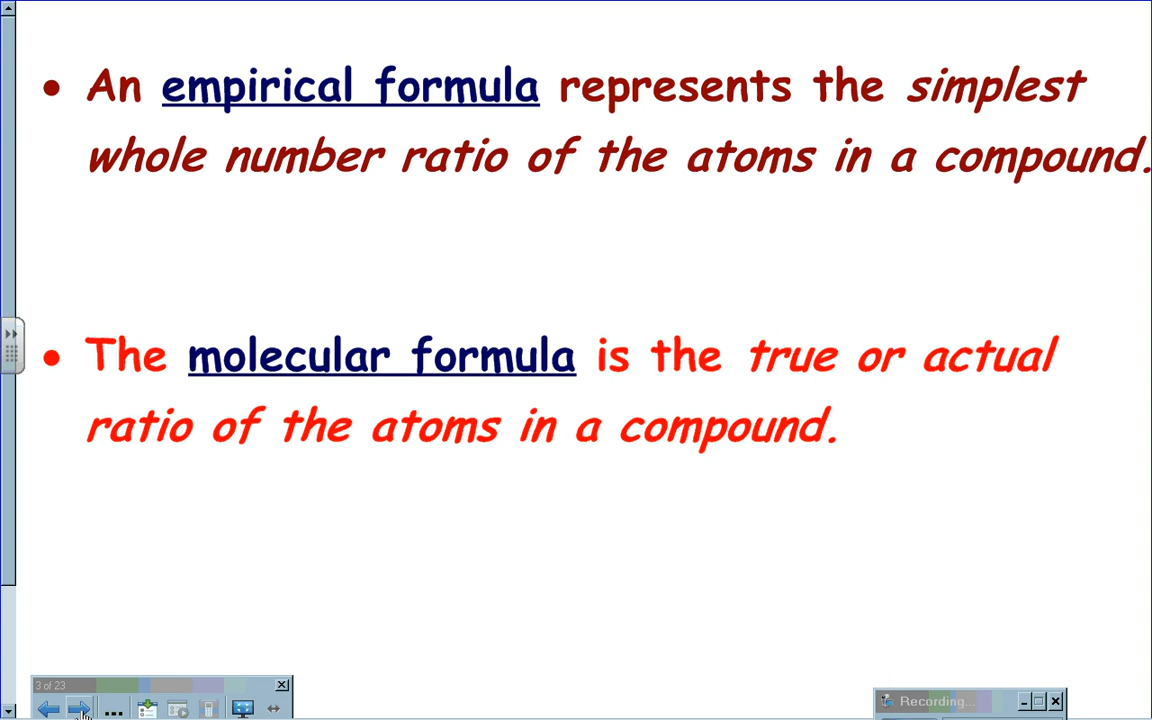 • An empirical formula represents the simplest
whole number ratio of the atoms in a compound.
• The molecular formula is the true or actual
ratio of the atoms in a compound.
3 of 23
Recording...